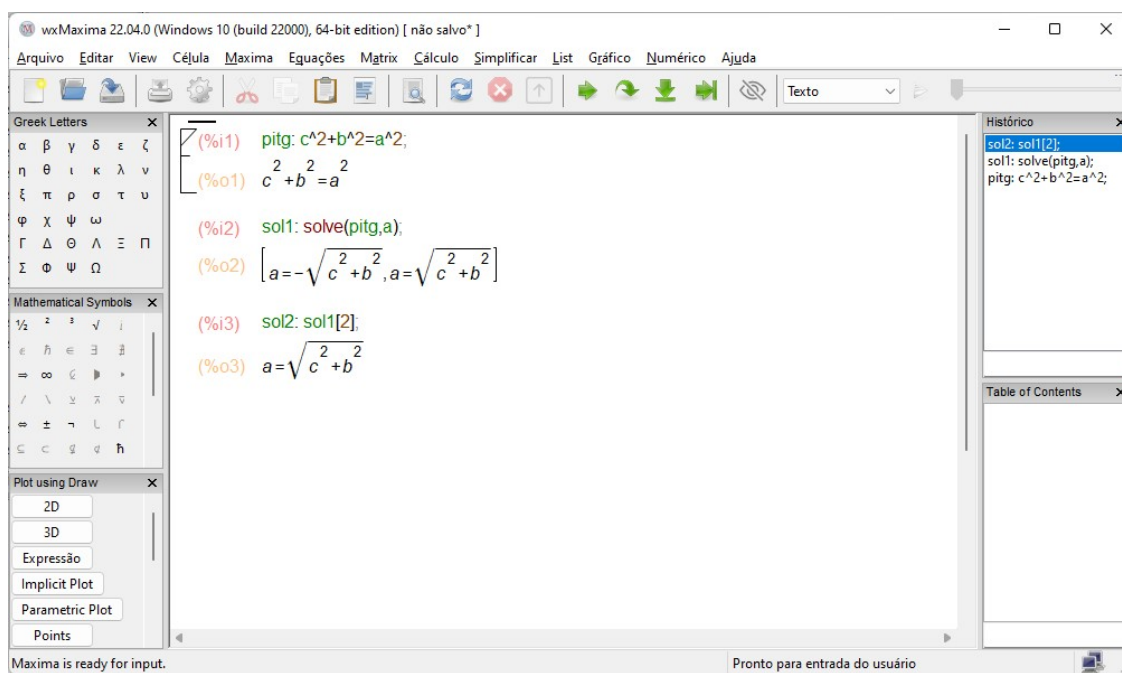 wxMaxima 22.04.0 (Windows 10 (build 22000), 64-bit edition) [ não salvo* ]
Arquivo Editar View Célula Maxima Equações Matrix Cálculo Simplificar List Gráfico Numérico Ajuda
Texto
Greek Letters
α β γ δ ε ζ
η θ ι κ λ ν
ξ π ρ σ τ υ
φ χ ψ ω
Γ Δ Θ Λ Ξ Π
Σ Φ Ψ Ω
Mathematical Symbols
½ ² ³ √ i
∈ ℏ ∈ ∃ ∄
⇒ ∞
/ \ ⊻ ⊼ ⊽
⇔ ± ¬
⊆ ⊂ ⊄ ħ
Plot using Draw
2D
3D
Expressão
Implicit Plot
Parametric Plot
Points
(%i1) pitg: c^2+b^2=a^2;
(%o1) c²+b²=a²
(%i2) sol1: solve(pitg,a);
(%o2) [a=-√(c²+b²), a=√(c²+b²)]
(%i3) sol2: sol1[2];
(%o3) a=√(c²+b²)
Histórico
sol2: sol1[2];
sol1: solve(pitg,a);
pitg: c^2+b^2=a^2;
Table of Contents
Maxima is ready for input.
Pronto para entrada do usuário